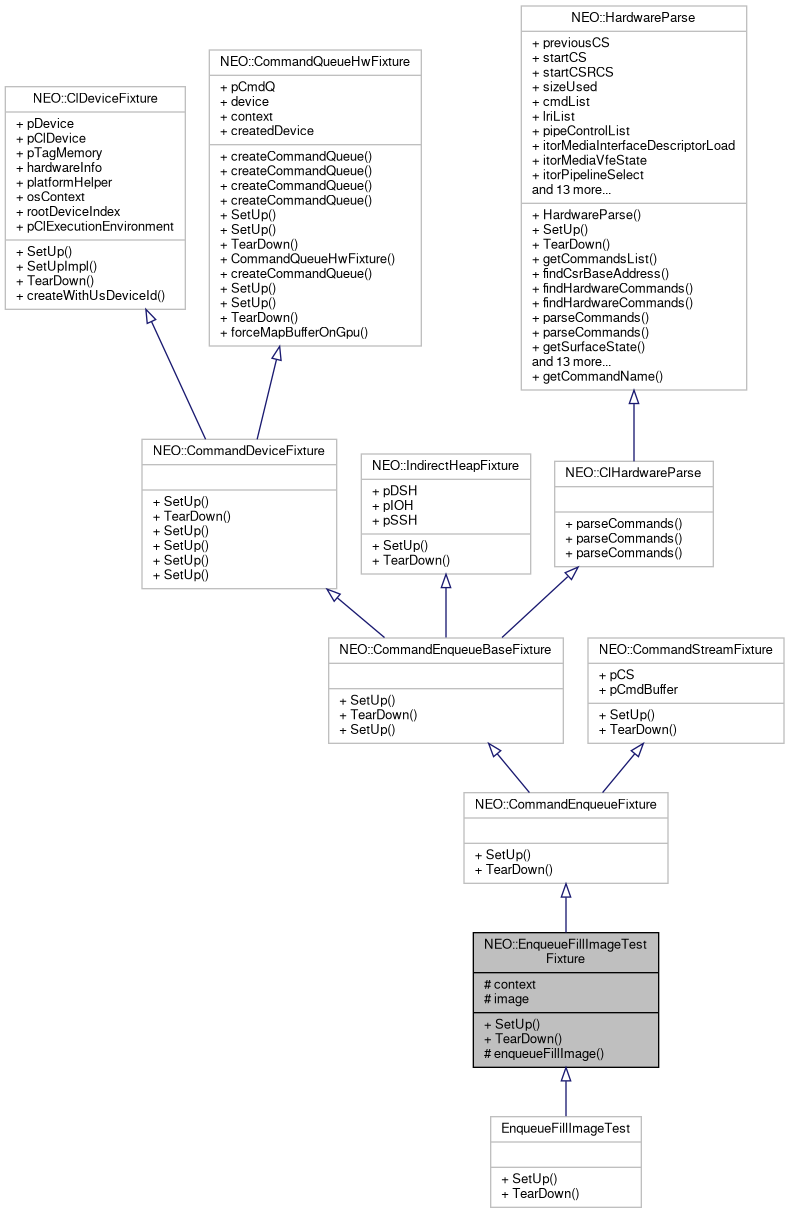 NEO::HardwareParse
+ previousCS
+ startCS
+ startCSRCS
+ sizeUsed
+ cmdList
+ lriList
+ pipeControlList
+ itorMediaInterfaceDescriptorLoad
+ itorMediaVfeState
+ itorPipelineSelect
and 13 more...
+ HardwareParse()
+ SetUp()
+ TearDown()
+ getCommandsList()
+ findCsrBaseAddress()
+ findHardwareCommands()
+ findHardwareCommands()
+ parseCommands()
+ parseCommands()
+ getSurfaceState()
and 13 more...
+ getCommandName()
NEO::CommandQueueHwFixture
+ pCmdQ
+ device
+ context
+ createdDevice
+ createCommandQueue()
+ createCommandQueue()
+ createCommandQueue()
+ createCommandQueue()
+ SetUp()
+ SetUp()
+ TearDown()
+ CommandQueueHwFixture()
+ createCommandQueue()
+ SetUp()
+ SetUp()
+ TearDown()
+ forceMapBufferOnGpu()
NEO::ClDeviceFixture
+ pDevice
+ pClDevice
+ pTagMemory
+ hardwareInfo
+ platformHelper
+ osContext
+ rootDeviceIndex
+ pClExecutionEnvironment
+ SetUp()
+ SetUpImpl()
+ TearDown()
+ createWithUsDeviceId()
NEO::CommandDeviceFixture
+ SetUp()
+ TearDown()
+ SetUp()
+ SetUp()
+ SetUp()
+ SetUp()
NEO::IndirectHeapFixture
+ pDSH
+ pIOH
+ pSSH
+ SetUp()
+ TearDown()
NEO::ClHardwareParse
+ parseCommands()
+ parseCommands()
+ parseCommands()
NEO::CommandEnqueueBaseFixture
+ SetUp()
+ TearDown()
+ SetUp()
NEO::CommandStreamFixture
+ pCS
+ pCmdBuffer
+ SetUp()
+ TearDown()
NEO::CommandEnqueueFixture
+ SetUp()
+ TearDown()
NEO::EnqueueFillImageTest
Fixture
# context
# image
+ SetUp()
+ TearDown()
# enqueueFillImage()
EnqueueFillImageTest
+ SetUp()
+ TearDown()